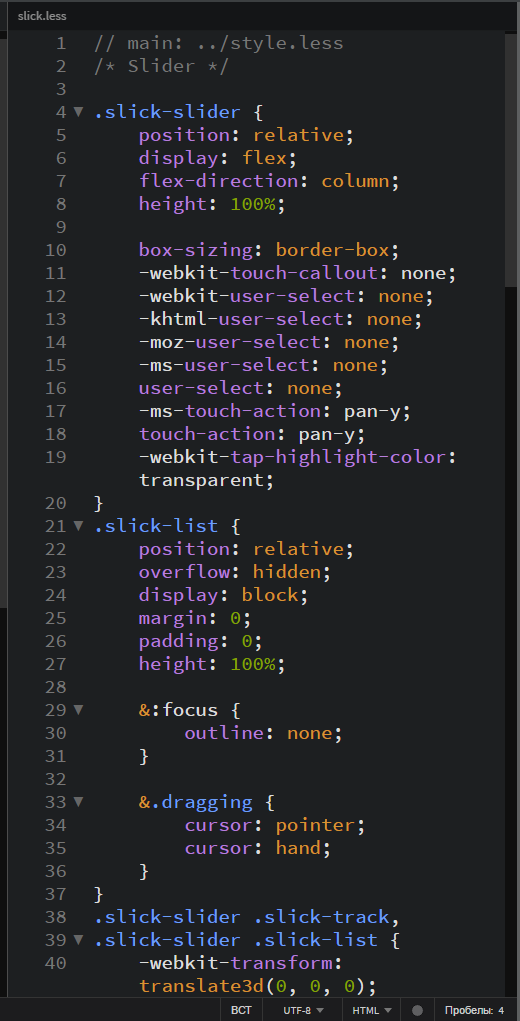 slick.less
1 // main: ../style.less
2 /* Slider */
3
4 .slick-slider {
5 position: relative;
6 display: flex;
7 flex-direction: column;
8 height: 100%;
9
10 box-sizing: border-box;
11 -webkit-touch-callout: none;
12 -webkit-user-select: none;
13 -khtml-user-select: none;
14 -moz-user-select: none;
15 -ms-user-select: none;
16 user-select: none;
17 -ms-touch-action: pan-y;
18 touch-action: pan-y;
19 -webkit-tap-highlight-color:
transparent;
20 }
21 .slick-list {
22 position: relative;
23 overflow: hidden;
24 display: block;
25 margin: 0;
26 padding: 0;
27 height: 100%;
28
29 &:focus {
30 outline: none;
31 }
32
33 &.dragging {
34 cursor: pointer;
35 cursor: hand;
36 }
37 }
38 .slick-slider .slick-track,
39 .slick-slider .slick-list {
40 -webkit-transform:
translate3d(0, 0, 0);
ВСТ UTF-8 HTML Пробелы: 4